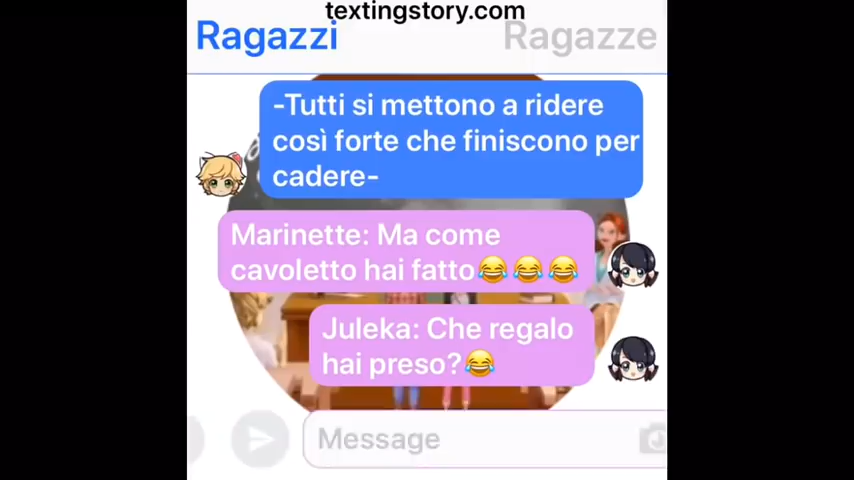 textingstory.com
Ragazzi Ragazze
-Tutti si mettono a ridere
così forte che finiscono per
cadere-
Marinette: Ma come
cavoletto hai fatto😂😂😂
Juleka: Che regalo
hai preso?😂
Message